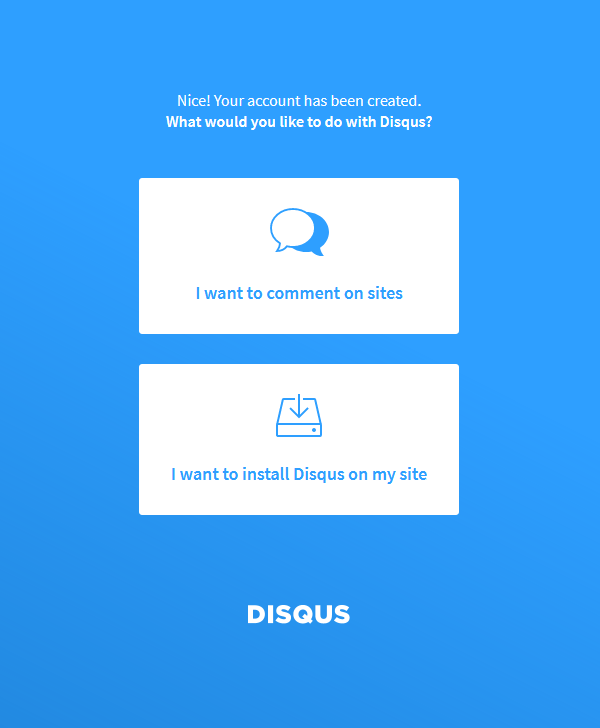 Nice! Your account has been created.
What would you like to do with Disqus?
I want to comment on sites
I want to install Disqus on my site
DISQUS